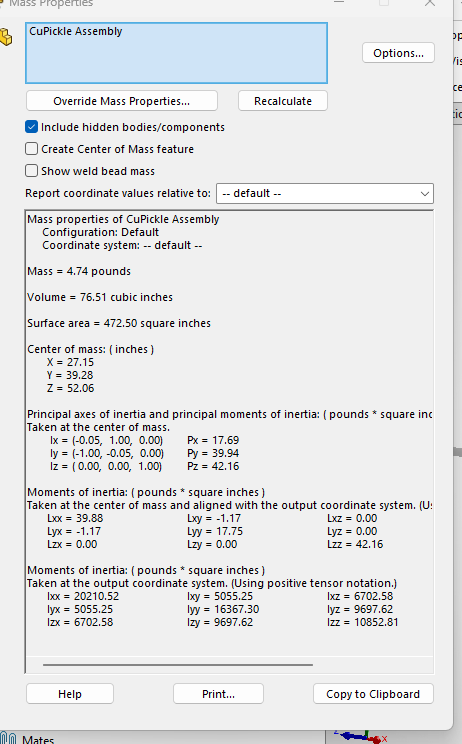 Mass Properties
CuPickle Assembly
Options...
Override Mass Properties...
Recalculate
Include hidden bodies/components
Create Center of Mass feature
Show weld bead mass
Report coordinate values relative to:
-- default --
Mass properties of CuPickle Assembly
Configuration: Default
Coordinate system: -- default --
Mass = 4.74 pounds
Volume = 76.51 cubic inches
Surface area = 472.50 square inches
Center of mass: ( inches )
X = 27.15
Y = 39.28
Z = 52.06
Principal axes of inertia and principal moments of inertia: ( pounds * square inc
Taken at the center of mass.
Ix = (-0.05, 1.00, 0.00) Px = 17.69
Iy = (-1.00, -0.05, 0.00) Py = 39.94
Iz = ( 0.00, 0.00, 1.00) Pz = 42.16
Moments of inertia: ( pounds * square inches )
Taken at the center of mass and aligned with the output coordinate system. (Us
Lxx = 39.88 Lxy = -1.17 Lxz = 0.00
Lyx = -1.17 Lyy = 17.75 Lyz = 0.00
Lzx = 0.00 Lzy = 0.00 Lzz = 42.16
Moments of inertia: ( pounds * square inches )
Taken at the output coordinate system. (Using positive tensor notation.)
Ixx = 20210.52 Ixy = 5055.25 Ixz = 6702.58
Iyx = 5055.25 Iyy = 16367.30 Iyz = 9697.62
Izx = 6702.58 Izy = 9697.62 Izz = 10852.81
Help
Print...
Copy to Clipboard
Mates
Z
X